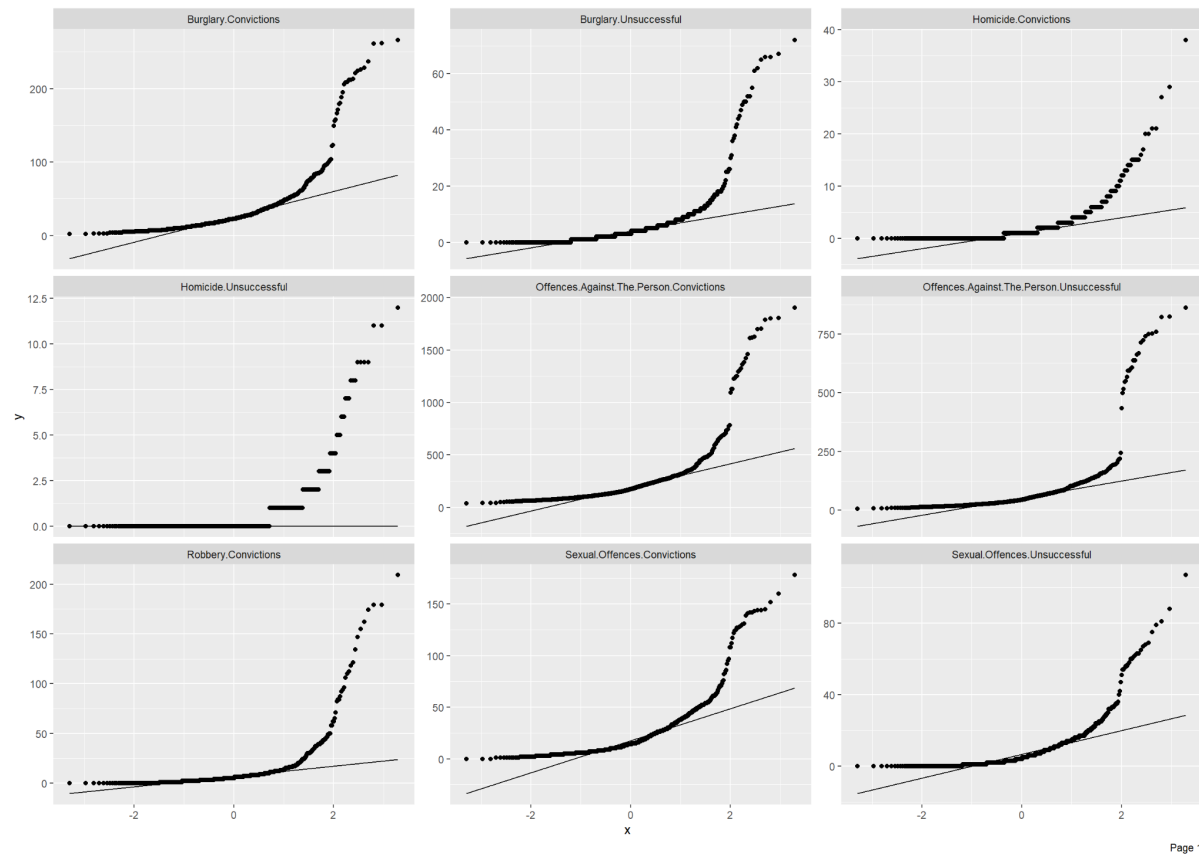 Burglary.Convictions
Burglary.Unsuccessful
Homicide.Convictions
200
100
0
60
40
20
0
40
30
20
10
0
Homicide.Unsuccessful
Offences.Against.The.Person.Convictions
Offences.Against.The.Person.Unsuccessful
12.5
10.0
7.5
5.0
2.5
0.0
2000
1500
1000
500
0
750
500
250
0
y
Robbery.Convictions
Sexual.Offences.Convictions
Sexual.Offences.Unsuccessful
200
150
100
50
0
150
100
50
0
80
40
0
-2 0 2
-2 0 2
-2 0 2
x